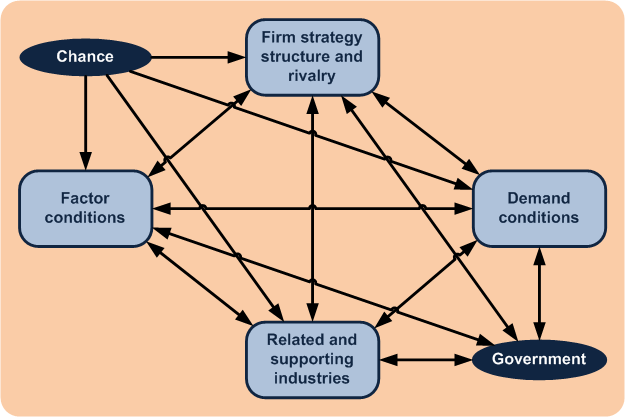 Chance
Firm strategy
structure and
rivalry
Factor
conditions
Demand
conditions
Related and
supporting
industries
Government